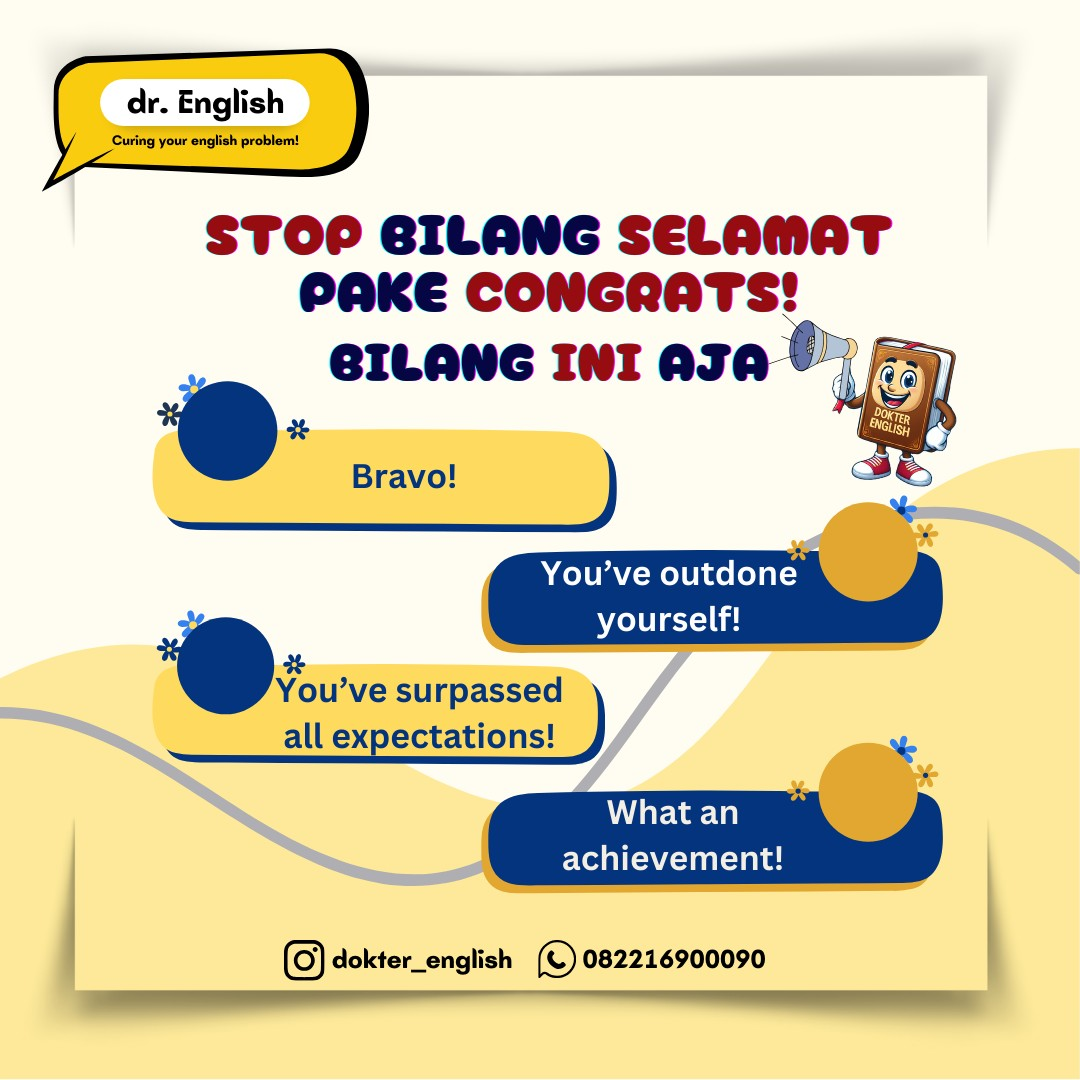 dr. English
Curing your english problem!
STOP BILANG SELAMAT
PAKE CONGRATS!
BILANG INI AJA
DOKTER
ENGLISH
Bravo!
You’ve outdone
yourself!
You’ve surpassed
all expectations!
What an
achievement!
dokter_english 082216900090